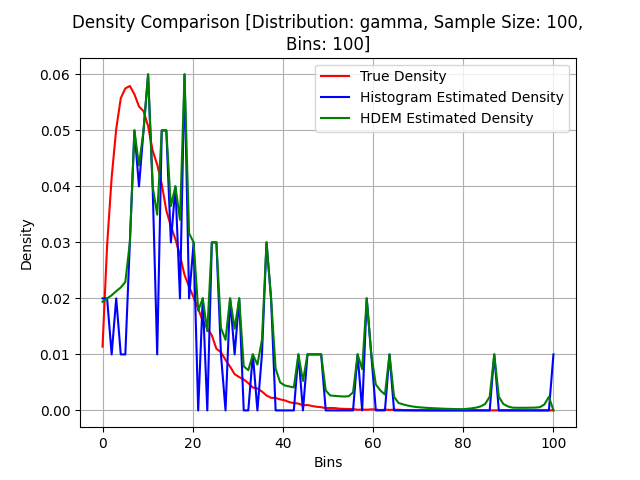 Density Comparison [Distribution: gamma, Sample Size: 100,
Bins: 100]
True Density
Histogram Estimated Density
HDEM Estimated Density
Density
0.06
0.05
0.04
0.03
0.02
0.01
0.00
0 20 40 60 80 100
Bins